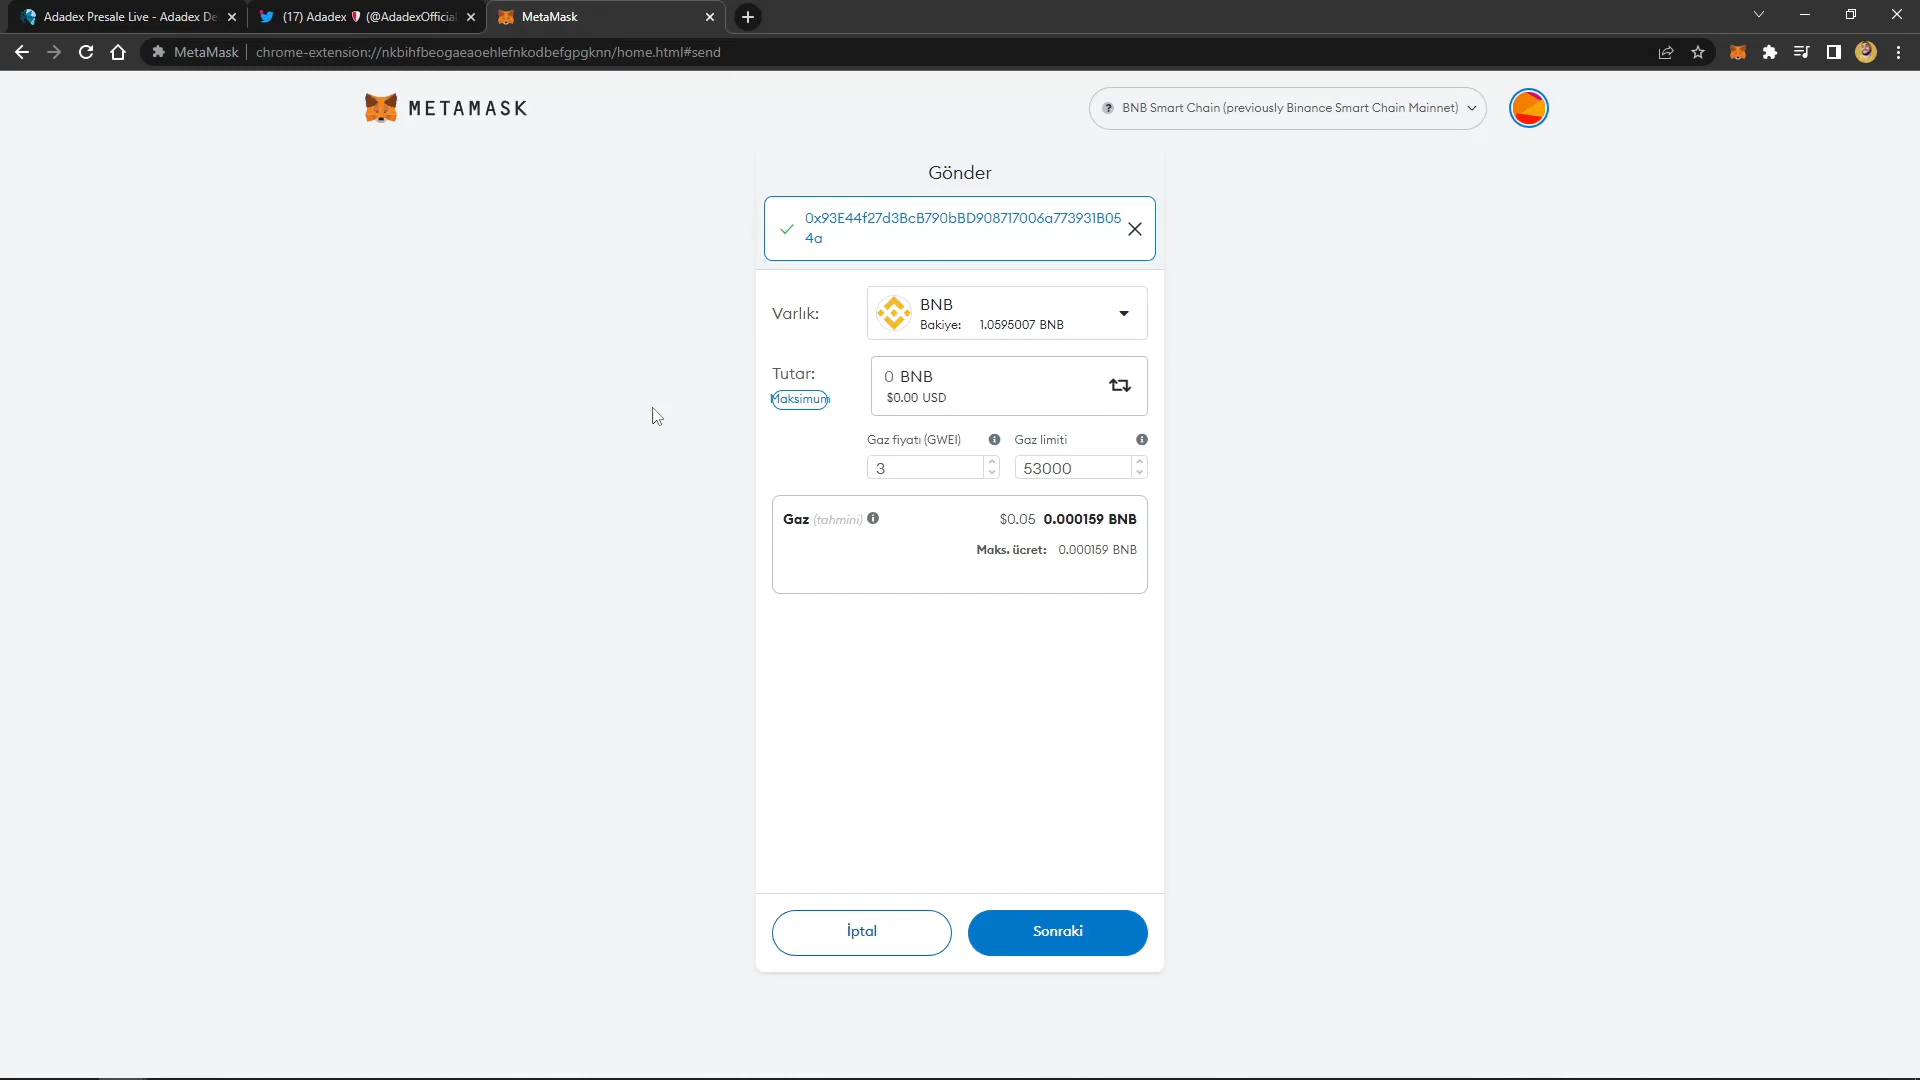 Adadex Presale Live - Adadex De
(17) Adadex (@AdadexOfficial
MetaMask
MetaMask
chrome-extension://nkbihfbeogaeaoehlefnkodbefgpgknn/home.html#send
METAMASK
BNB Smart Chain (previously Binance Smart Chain Mainnet)
Gönder
0x93E44f27d3BcB790bBD908717006a773931B05
4a
Varlık:
BNB
Bakiye: 1.0595007 BNB
Tutar:
Maksimum
0 BNB
$0.00 USD
Gaz fiyatı (GWEI)
Gaz limiti
3
53000
Gaz (tahmini) $0.05 0.000159 BNB
Maks. ücret: 0.000159 BNB
İptal
Sonraki